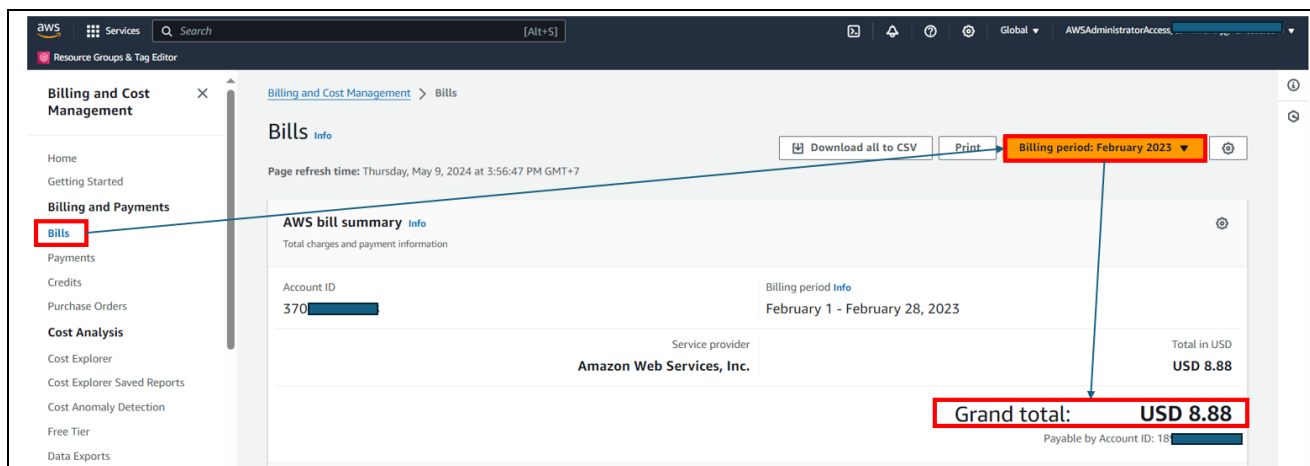 aws Services Search [Alt+S] Global ▼ AWSAdministratorAccess,
Resource Groups & Tag Editor
Billing and Cost Management
Home
Getting Started
Billing and Payments
Bills
Payments
Credits
Purchase Orders
Cost Analysis
Cost Explorer
Cost Explorer Saved Reports
Cost Anomaly Detection
Free Tier
Data Exports
Billing and Cost Management > Bills
Bills Info
Download all to CSV Print Billing period: February 2023 ▼
Page refresh time: Thursday, May 9, 2024 at 3:56:47 PM GMT+7
AWS bill summary Info
Total charges and payment information
Account ID
370
Billing period Info
February 1 - February 28, 2023
Service provider
Amazon Web Services, Inc.
Total in USD
USD 8.88
Grand total: USD 8.88
Payable by Account ID: 18